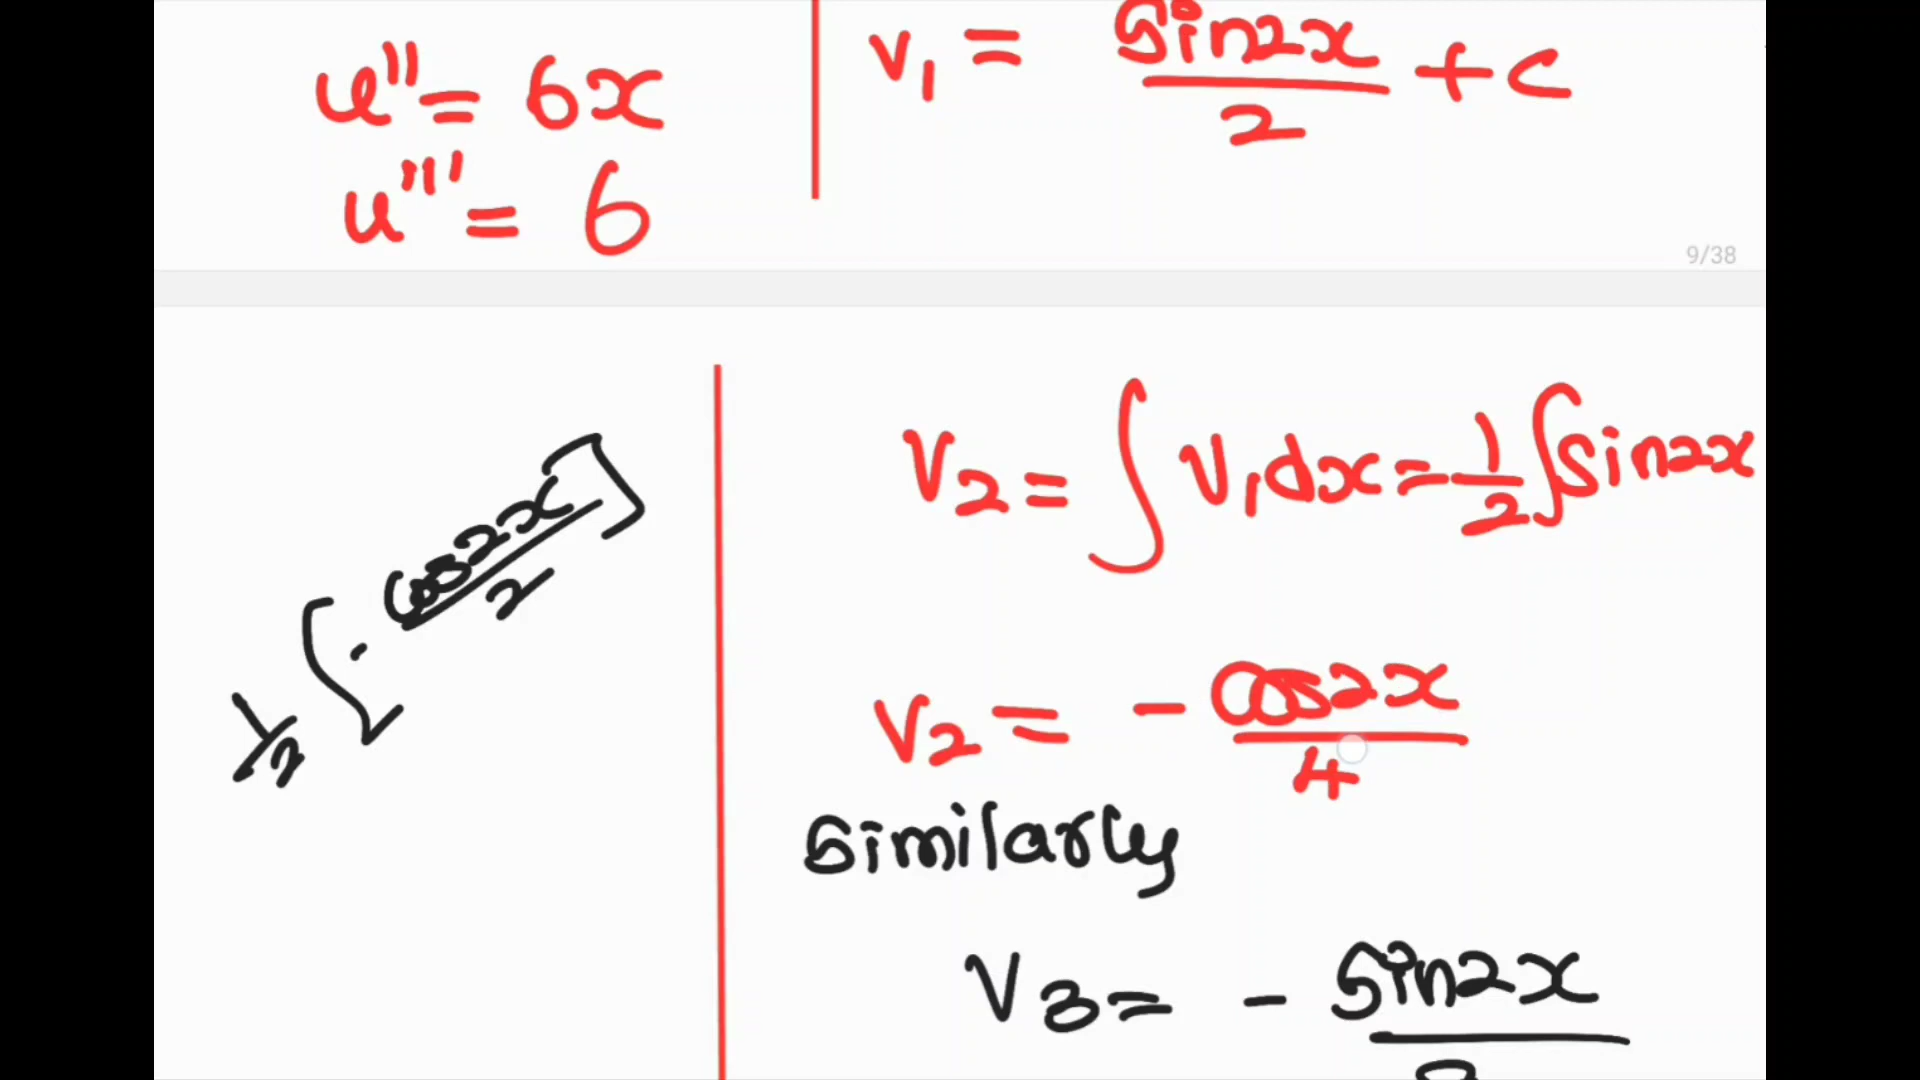 u'' = 6x
v₁ = sin2x/2 + c
u''' = 6
9/38
V₂ = ∫ V₁dx = 1/2 ∫ sin2x
1/2 [- cos2x/2]
V₂ = - cos2x/4
Similarly
V₃ = - sin2x